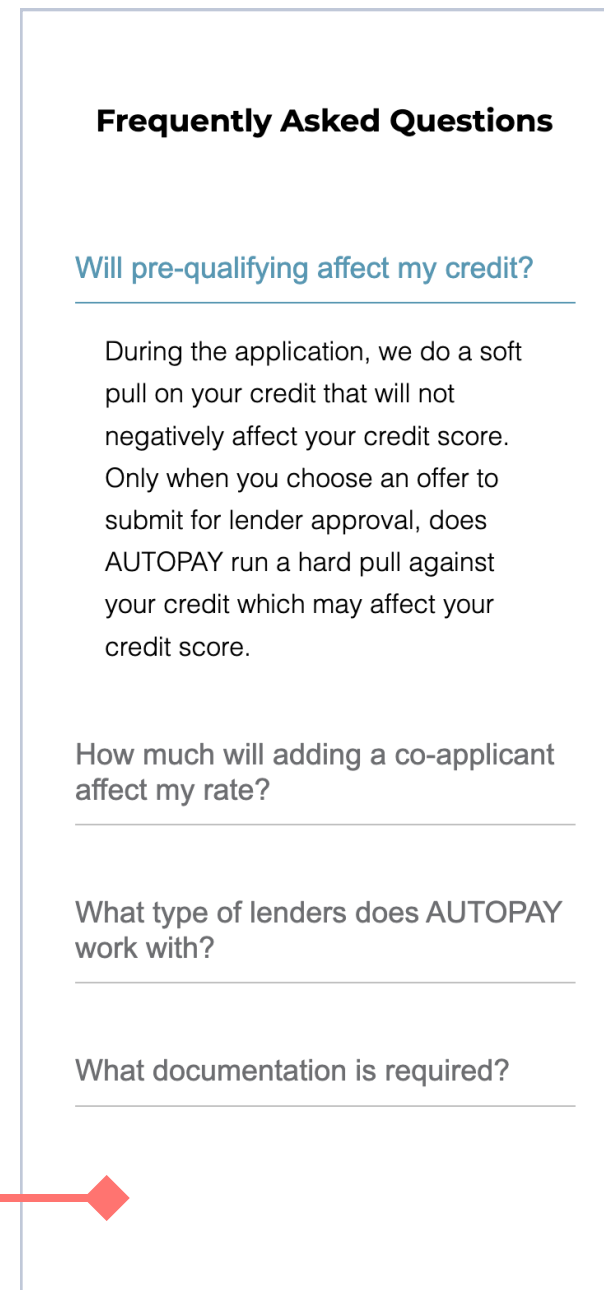 Frequently Asked Questions
Will pre-qualifying affect my credit?
During the application, we do a soft
pull on your credit that will not
negatively affect your credit score.
Only when you choose an offer to
submit for lender approval, does
AUTOPAY run a hard pull against
your credit which may affect your
credit score.
How much will adding a co-applicant
affect my rate?
What type of lenders does AUTOPAY
work with?
What documentation is required?